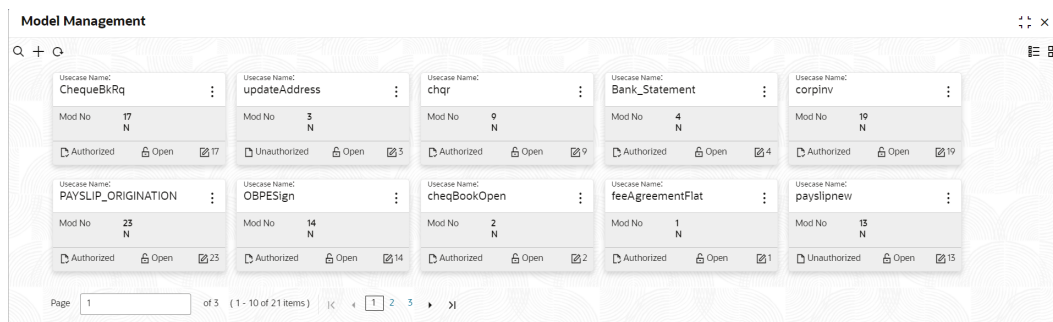 Model Management
Usecase Name: Usecase Name: Usecase Name: Usecase Name: Usecase Name:
ChequeBkRq updateAddress chqr Bank_Statement corpinv
Mod No 17 Mod No 3 Mod No 9 Mod No 4 Mod No 19
N N N N N
Authorized Open 17 Unauthorized Open 3 Authorized Open 9 Authorized Open 4 Authorized Open 19
Usecase Name: Usecase Name: Usecase Name: Usecase Name: Usecase Name:
PAYSLIP_ORIGINATION OBPESign cheqBookOpen feeAgreementFlat payslipnew
Mod No 23 Mod No 14 Mod No 2 Mod No 1 Mod No 13
N N N N N
Authorized Open 23 Authorized Open 14 Authorized Open 2 Authorized Open 1 Unauthorized Open 13
Page 1 of 3 (1 - 10 of 21 items) 1 2 3